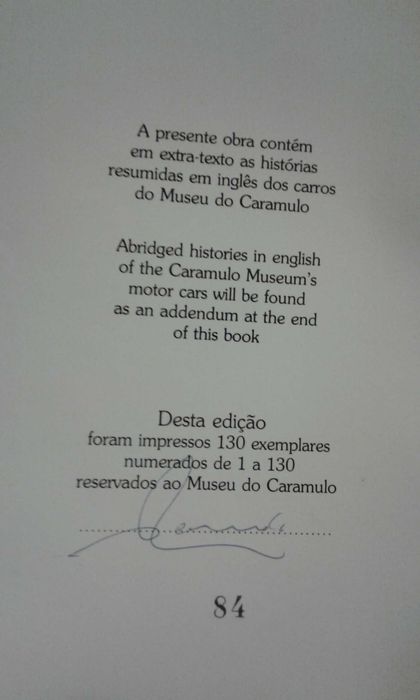 A presente obra contém
em extra-texto as histórias
resumidas em inglês dos carros
do Museu do Caramulo
Abridged histories in english
of the Caramulo Museum's
motor cars will be found
as an addendum at the end
of this book
Desta edição
foram impressos 130 exemplares
numerados de 1 a 130
reservados ao Museu do Caramulo
84